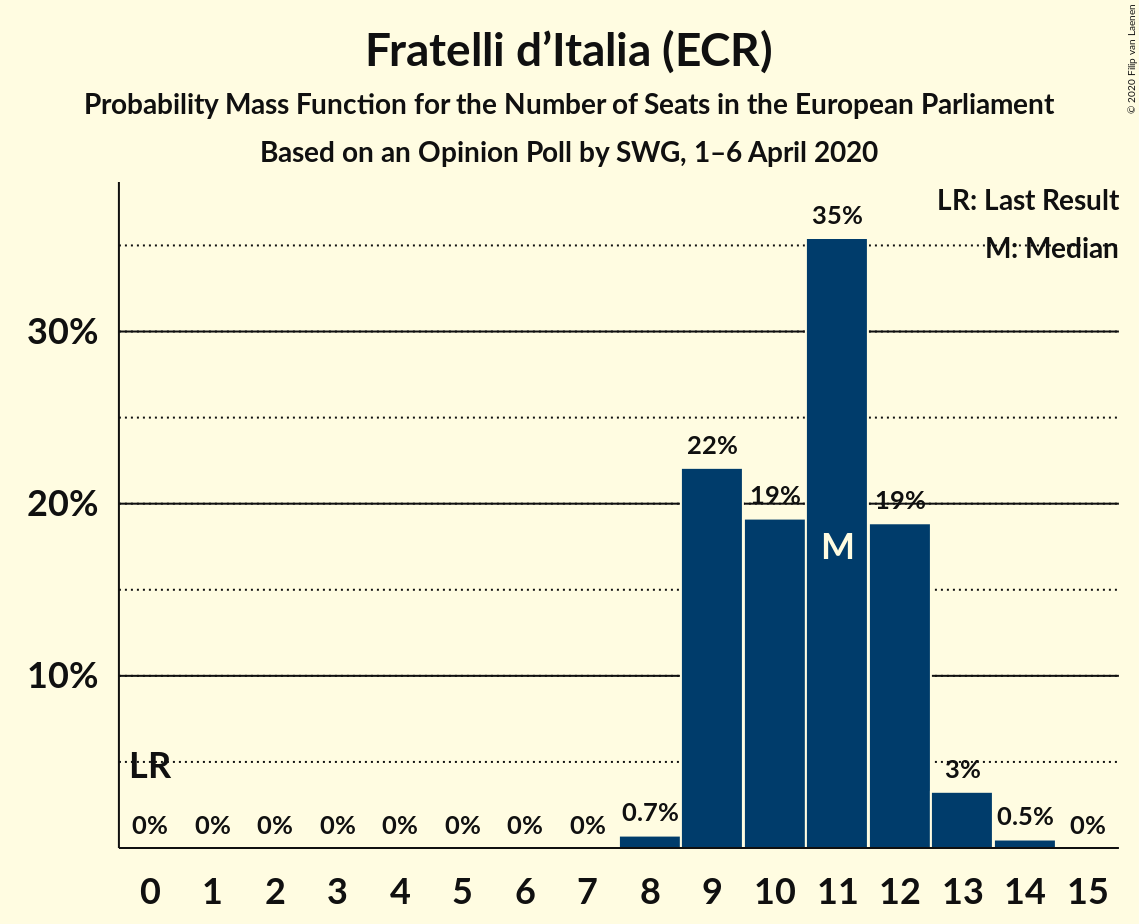 Fratelli d’Italia (ECR)
Probability Mass Function for the Number of Seats in the European Parliament
Based on an Opinion Poll by SWG, 1–6 April 2020
© 2020 Filip van Laenen
LR: Last Result
M: Median
35%
30%
22%
20%
19%
19%
M
10%
LR
3%
0%
0%
0%
0%
0%
0%
0%
0%
0.7%
0.5%
0%
0 1 2 3 4 5 6 7 8 9 10 11 12 13 14 15